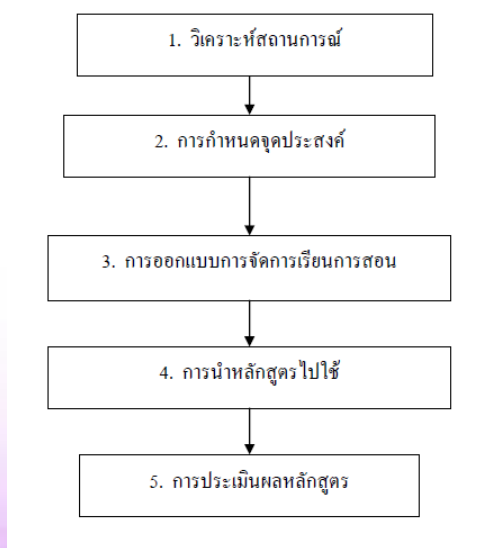 1. วิเคราะห์สถานการณ์
2. การกำหนดจุดประสงค์
3. การออกแบบการจัดการเรียนการสอน
4. การนำหลักสูตรไปใช้
5. การประเมินผลหลักสูตร